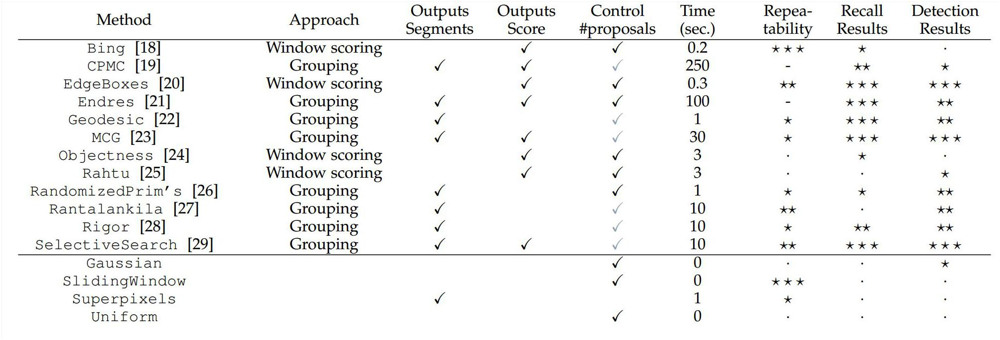 Method Approach Outputs Segments Outputs Score Control #proposals Time (sec.) Repea-tability Recall Results Detection Results
Bing [18] Window scoring ✓ ✓ 0.2 ⋆⋆⋆ ⋆ ·
CPMC [19] Grouping ✓ ✓ ✓ 250 - ⋆⋆ ⋆
EdgeBoxes [20] Window scoring ✓ ✓ 0.3 ⋆⋆ ⋆⋆⋆ ⋆⋆⋆
Endres [21] Grouping ✓ ✓ ✓ 100 - ⋆⋆⋆ ⋆⋆
Geodesic [22] Grouping ✓ ✓ 1 ⋆ ⋆⋆⋆ ⋆⋆
MCG [23] Grouping ✓ ✓ ✓ 30 ⋆ ⋆⋆⋆ ⋆⋆⋆
Objectness [24] Window scoring ✓ ✓ 3 · ⋆ ·
Rahtu [25] Window scoring ✓ ✓ 3 · · ⋆
RandomizedPrim's [26] Grouping ✓ ✓ 1 ⋆ ⋆ ⋆⋆
Rantalankila [27] Grouping ✓ ✓ 10 ⋆⋆ · ⋆⋆
Rigor [28] Grouping ✓ ✓ 10 ⋆ ⋆⋆ ⋆⋆
SelectiveSearch [29] Grouping ✓ ✓ ✓ 10 ⋆⋆ ⋆⋆⋆ ⋆⋆⋆
Gaussian ✓ 0 · · ⋆
SlidingWindow ✓ 0 ⋆⋆⋆ · ·
Superpixels ✓ 1 ⋆ · ·
Uniform ✓ 0 · · ·